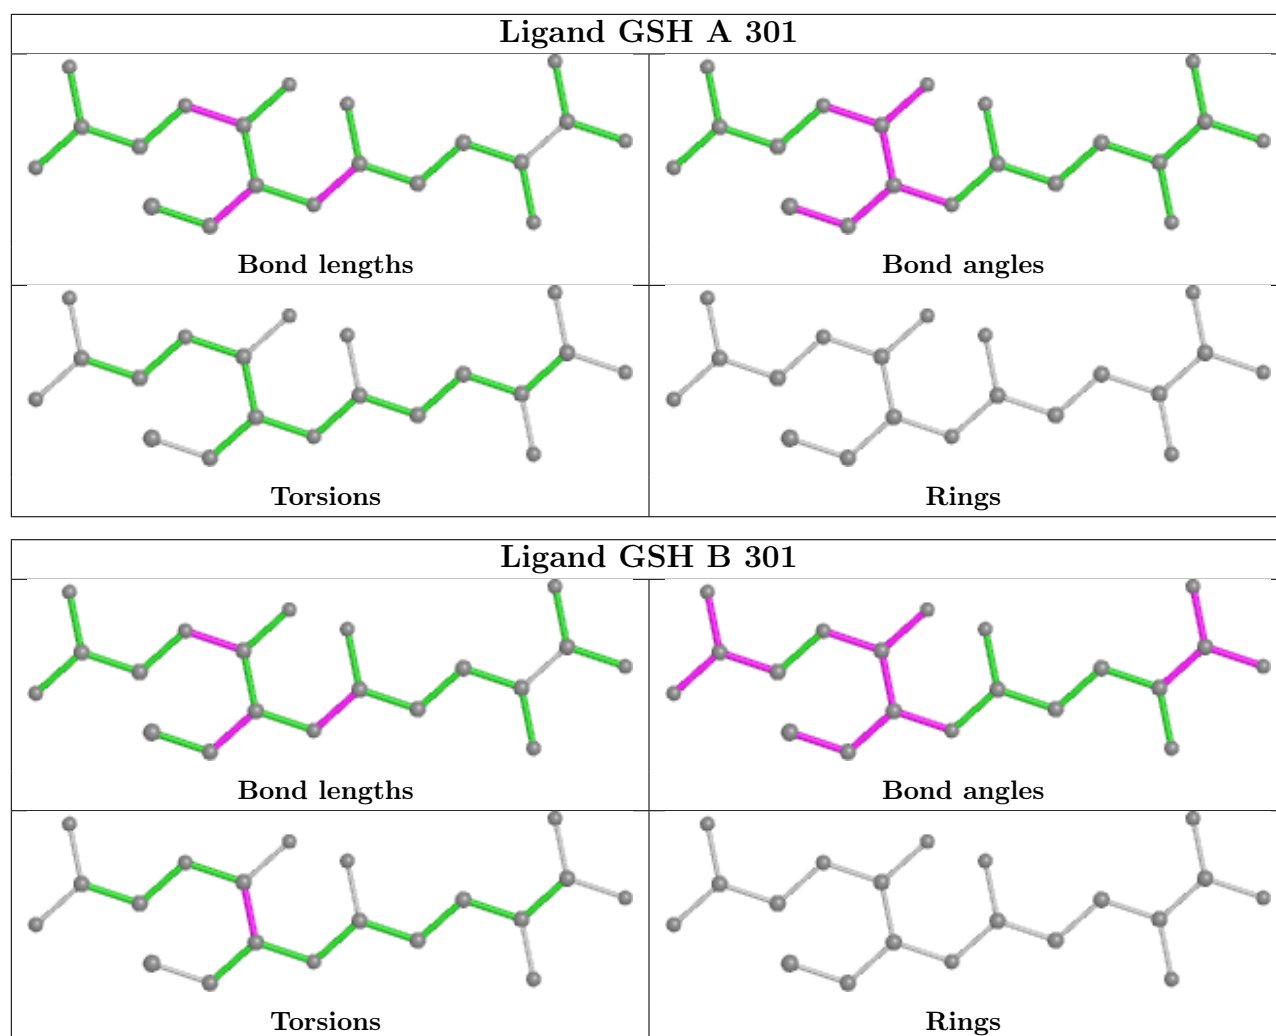 Ligand GSH A 301
Bond lengths
Bond angles
Torsions
Rings
Ligand GSH B 301
Bond lengths
Bond angles
Torsions
Rings